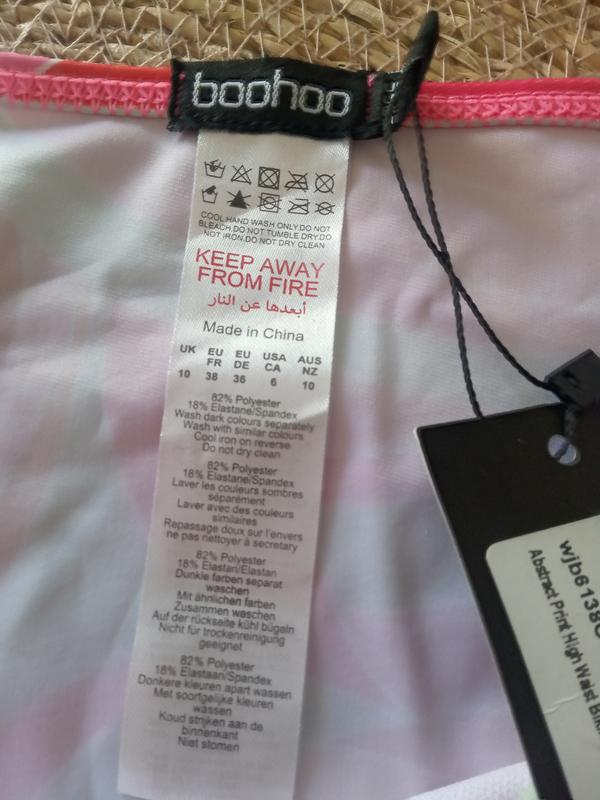 boohoo
COOL HAND WASH ONLY.DO NOT
BLEACH.DO NOT TUMBLE DRY.DO
NOT IRON.DO NOT DRY CLEAN
KEEP AWAY
FROM FIRE
أبعدها عن النار
Made in China
UK EU FR EU DE USA CA AUS NZ
10 38 36 6 10
82% Polyester
18% Elastane/Spandex
Wash dark colours separately
Wash with similar colours
Cool iron on reverse
Do not dry clean
82% Polyester
18% Elastane/Spandex
Laver les couleurs sombres
séparément
Laver avec des couleurs
similaires
Repassage doux sur l'envers
ne pas nettoyer à secretary
82% Polyester
18% Elastan/Elastan
Dunkle farben separat
waschen
Mit ähnlichen farben
Zusammen waschen
Auf der rückseite kühl bügeln
Nicht für trockenreinigung
geeignet
82% Polyester
18% Elastaan/Elastaan
Donkere kleuren apart wassen
Met soortgelijke kleuren
wassen
Koud strijken aan de
binnenkant
Niet stomen
wjb6138
Abstract Print High Waist